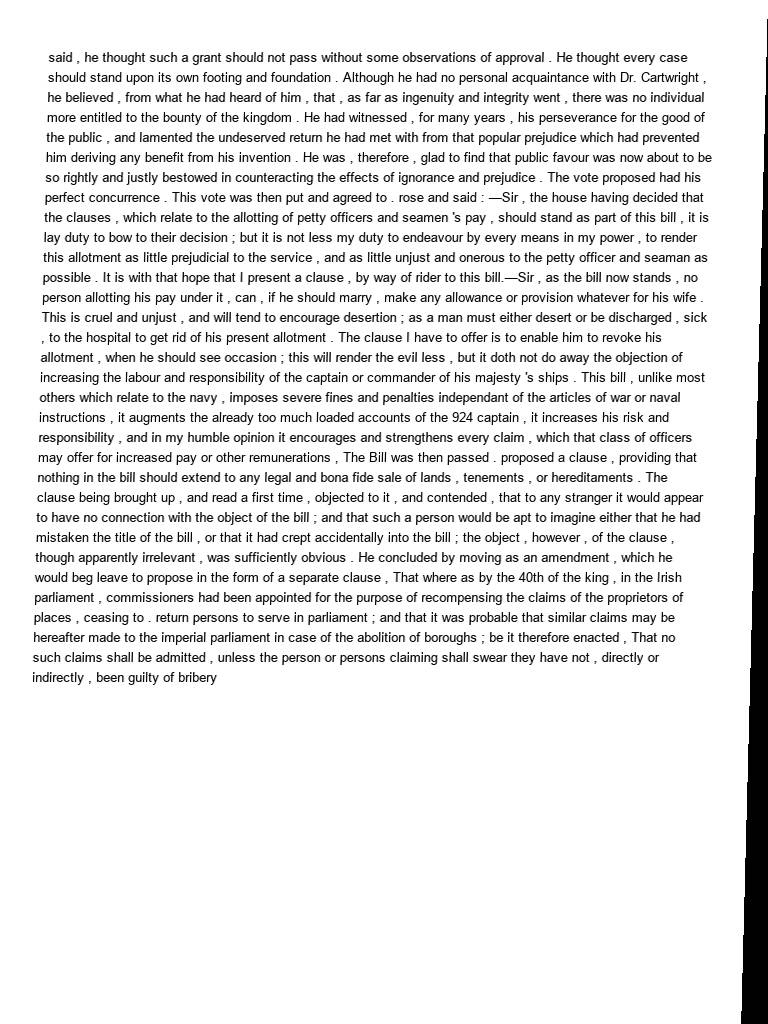 said , he thought such a grant should not pass without some observations of approval . He thought every case
should stand upon its own footing and foundation . Although he had no personal acquaintance with Dr. Cartwright ,
he believed , from what he had heard of him , that , as far as ingenuity and integrity went , there was no individual
more entitled to the bounty of the kingdom . He had witnessed , for many years , his perseverance for the good of
the public , and lamented the undeserved return he had met with from that popular prejudice which had prevented
him deriving any benefit from his invention . He was , therefore , glad to find that public favour was now about to be
so rightly and justly bestowed in counteracting the effects of ignorance and prejudice . The vote proposed had his
perfect concurrence . This vote was then put and agreed to . rose and said : —Sir , the house having decided that
the clauses , which relate to the allotting of petty officers and seamen 's pay , should stand as part of this bill , it is
lay duty to bow to their decision ; but it is not less my duty to endeavour by every means in my power , to render
this allotment as little prejudicial to the service , and as little unjust and onerous to the petty officer and seaman as
possible . It is with that hope that I present a clause , by way of rider to this bill.—Sir , as the bill now stands , no
person allotting his pay under it , can , if he should marry , make any allowance or provision whatever for his wife .
This is cruel and unjust , and will tend to encourage desertion ; as a man must either desert or be discharged , sick
, to the hospital to get rid of his present allotment . The clause I have to offer is to enable him to revoke his
allotment , when he should see occasion ; this will render the evil less , but it doth not do away the objection of
increasing the labour and responsibility of the captain or commander of his majesty 's ships . This bill , unlike most
others which relate to the navy , imposes severe fines and penalties independant of the articles of war or naval
instructions , it augments the already too much loaded accounts of the 924 captain , it increases his risk and
responsibility , and in my humble opinion it encourages and strengthens every claim , which that class of officers
may offer for increased pay or other remunerations , The Bill was then passed . proposed a clause , providing that
nothing in the bill should extend to any legal and bona fide sale of lands , tenements , or hereditaments . The
clause being brought up , and read a first time , objected to it , and contended , that to any stranger it would appear
to have no connection with the object of the bill ; and that such a person would be apt to imagine either that he had
mistaken the title of the bill , or that it had crept accidentally into the bill ; the object , however , of the clause ,
though apparently irrelevant , was sufficiently obvious . He concluded by moving as an amendment , which he
would beg leave to propose in the form of a separate clause , That where as by the 40th of the king , in the Irish
parliament , commissioners had been appointed for the purpose of recompensing the claims of the proprietors of
places , ceasing to . return persons to serve in parliament ; and that it was probable that similar claims may be
hereafter made to the imperial parliament in case of the abolition of boroughs ; be it therefore enacted , That no
such claims shall be admitted , unless the person or persons claiming shall swear they have not , directly or
indirectly , been guilty of bribery